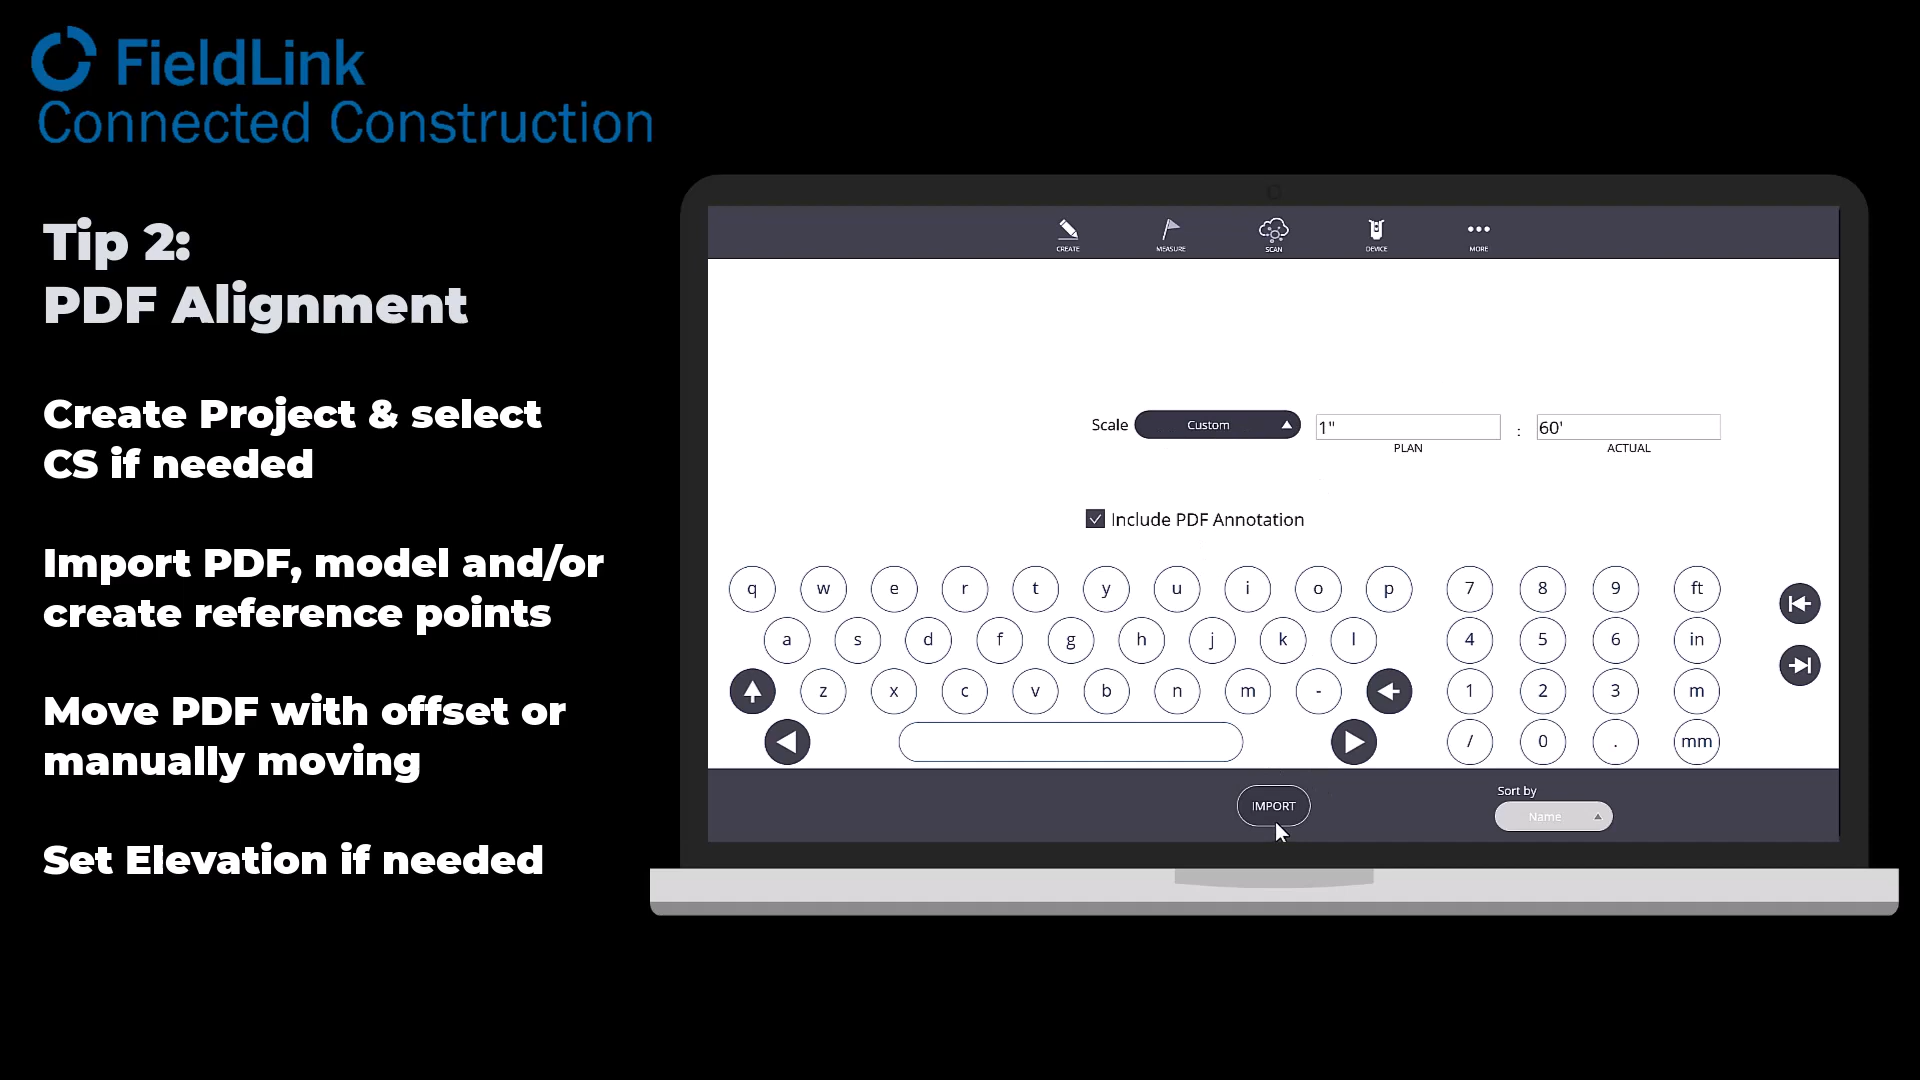 FieldLink
Connected Construction
Tip 2:
PDF Alignment
Create Project & select
CS if needed
Import PDF, model and/or
create reference points
Move PDF with offset or
manually moving
Set Elevation if needed
CREATE MEASURE SCAN DEVICE MORE
Scale Custom 1" : 60'
PLAN ACTUAL
Include PDF Annotation
q w e r t y u i o p 7 8 9 ft
a s d f g h j k l 4 5 6 in
z x c v b n m - 1 2 3 m
/ 0 . mm
IMPORT
Sort by
Name